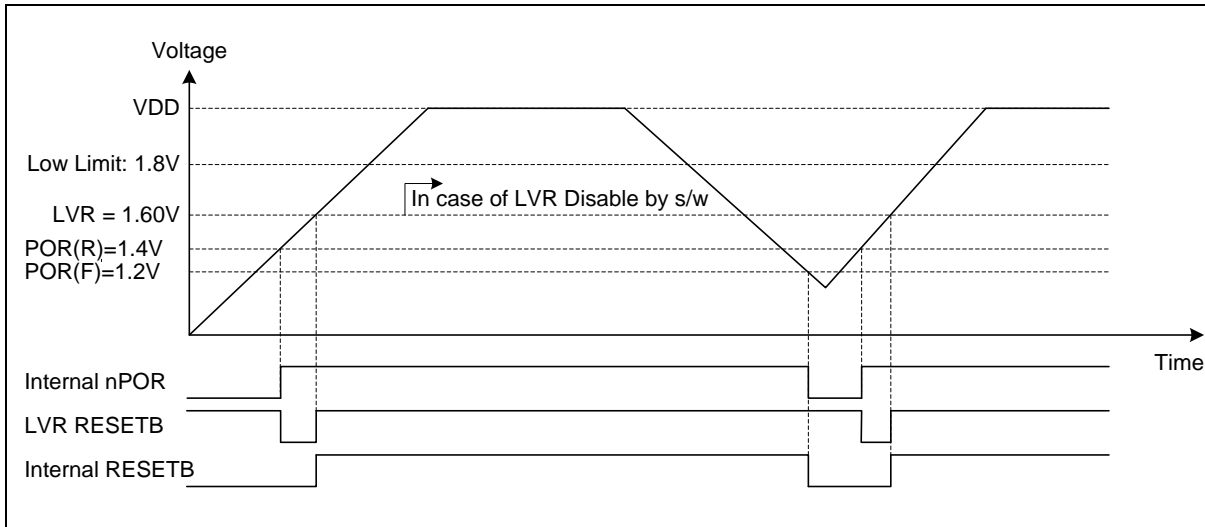 Voltage
VDD
Low Limit: 1.8V
In case of LVR Disable by s/w
LVR = 1.60V
POR(R)=1.4V
POR(F)=1.2V
Time
Internal nPOR
LVR RESETB
Internal RESETB